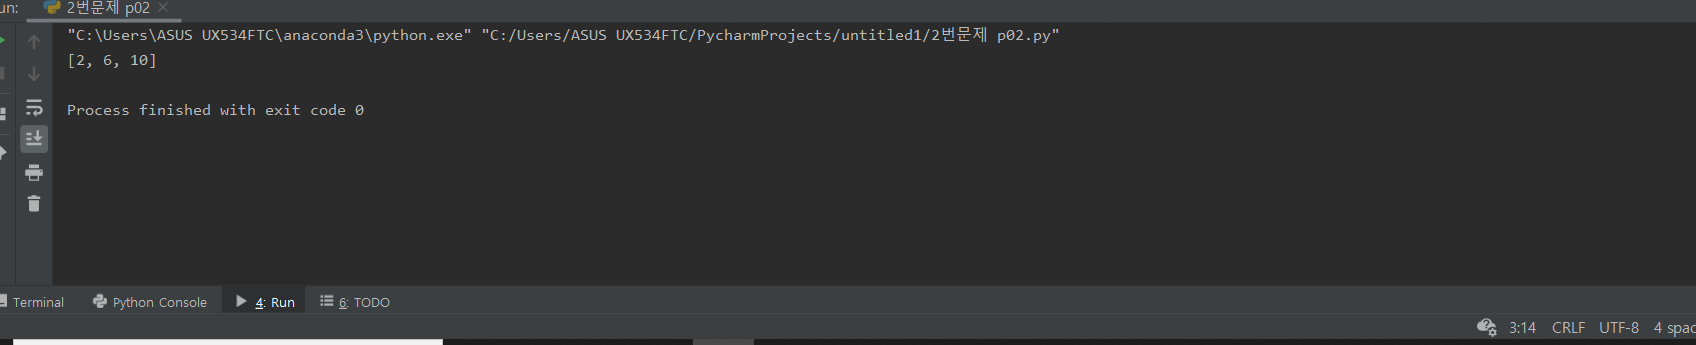 un: 2번문제 p02
"C:\Users\ASUS UX534FTC\anaconda3\python.exe" "C:/Users/ASUS UX534FTC/PycharmProjects/untitled1/2번문제 p02.py"
[2, 6, 10]
Process finished with exit code 0
Terminal Python Console 4: Run 6: TODO
3:14 CRLF UTF-8 4 spac